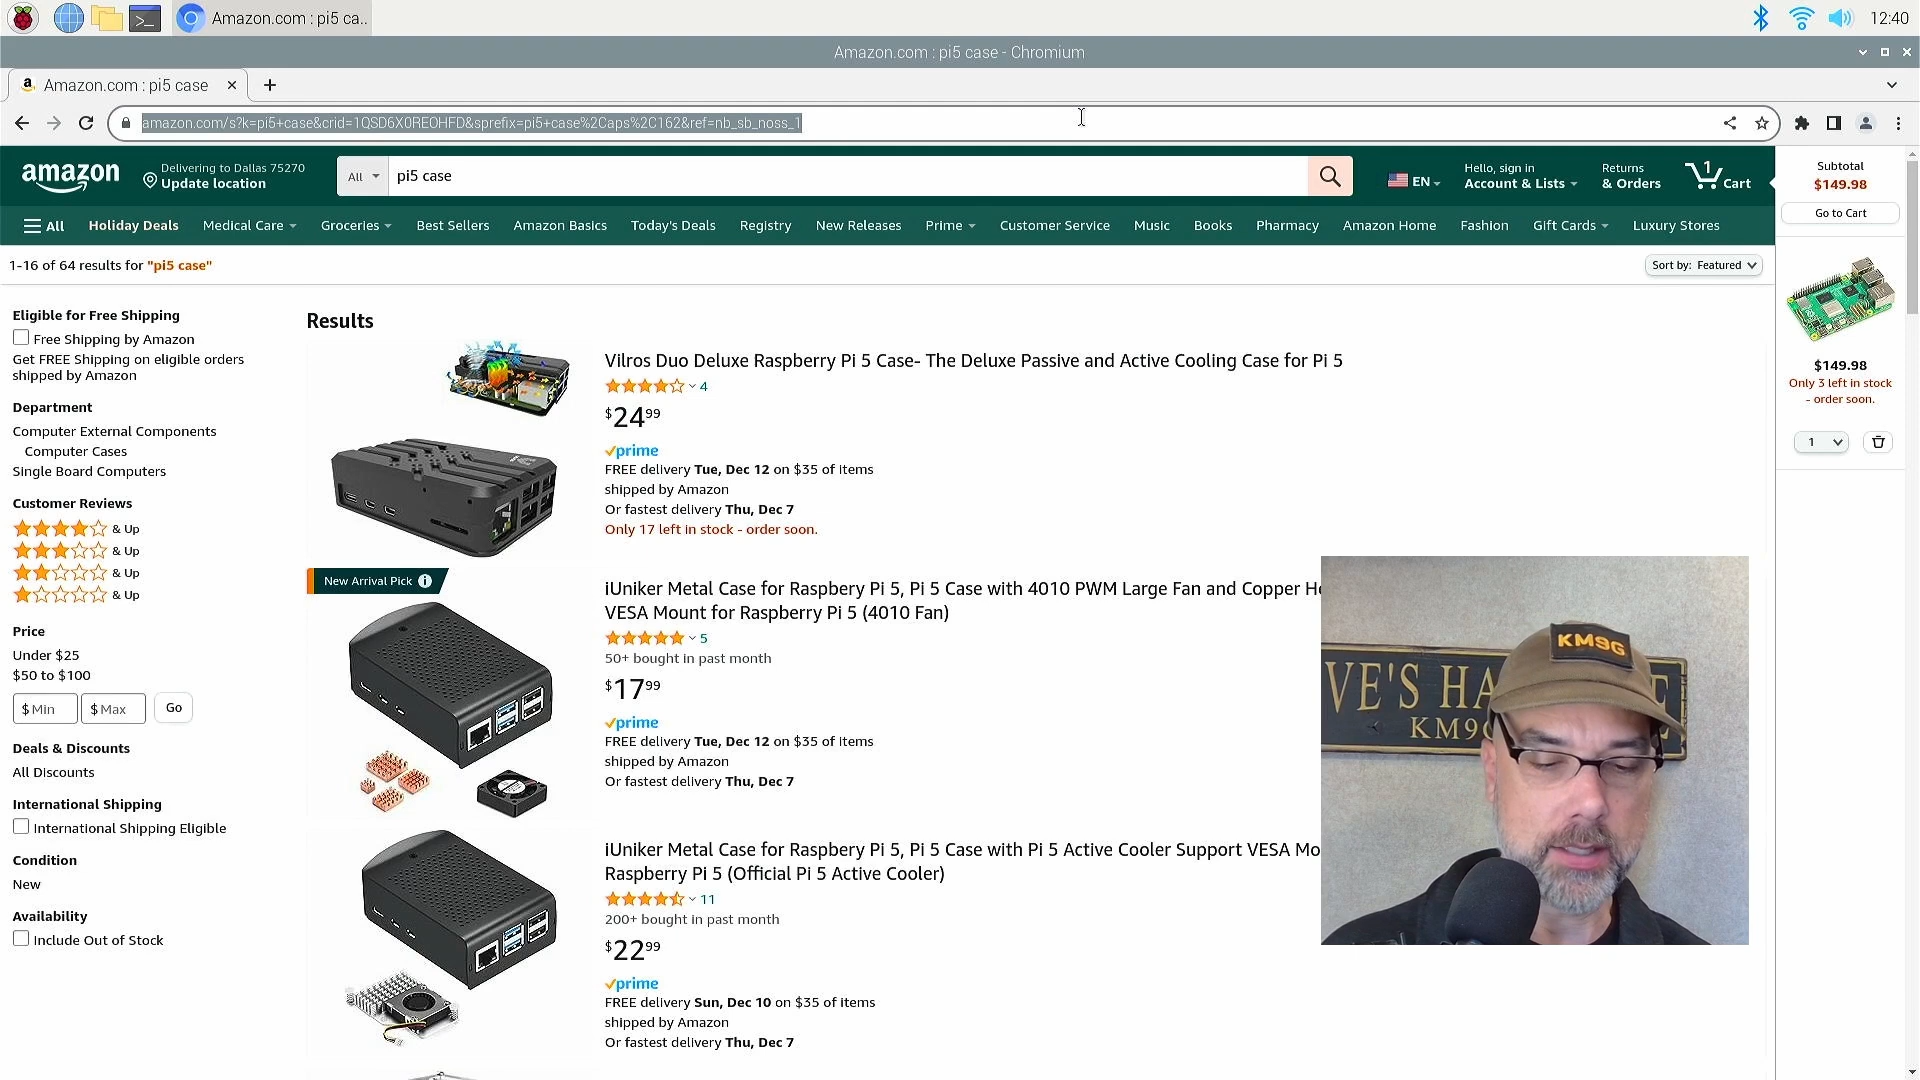 Amazon.com : pi5 ca..
12:40
Amazon.com : pi5 case - Chromium
Amazon.com : pi5 case
amazon.com/s?k=pi5+case&crid=1QSD6X0REOHFD&sprefix=pi5+case%2Caps%2C162&ref=nb_sb_noss_1
amazon
Delivering to Dallas 75270
Update location
All
pi5 case
EN
Hello, sign in
Account & Lists
Returns
& Orders
1
Cart
Subtotal
$149.98
Go to Cart
All
Holiday Deals
Medical Care
Groceries
Best Sellers
Amazon Basics
Today's Deals
Registry
New Releases
Prime
Customer Service
Music
Books
Pharmacy
Amazon Home
Fashion
Gift Cards
Luxury Stores
1-16 of 64 results for "pi5 case"
Sort by: Featured
Eligible for Free Shipping
Free Shipping by Amazon
Get FREE Shipping on eligible orders
shipped by Amazon
Department
Computer External Components
Computer Cases
Single Board Computers
Customer Reviews
& Up
& Up
& Up
& Up
Price
Under $25
$50 to $100
$ Min
$ Max
Go
Deals & Discounts
All Discounts
International Shipping
International Shipping Eligible
Condition
New
Availability
Include Out of Stock
Results
Vilros Duo Deluxe Raspberry Pi 5 Case- The Deluxe Passive and Active Cooling Case for Pi 5
4
$24 99
prime
FREE delivery Tue, Dec 12 on $35 of items
shipped by Amazon
Or fastest delivery Thu, Dec 7
Only 17 left in stock - order soon.
New Arrival Pick
iUniker Metal Case for Raspbery Pi 5, Pi 5 Case with 4010 PWM Large Fan and Copper He
VESA Mount for Raspberry Pi 5 (4010 Fan)
5
50+ bought in past month
$17 99
prime
FREE delivery Tue, Dec 12 on $35 of items
shipped by Amazon
Or fastest delivery Thu, Dec 7
iUniker Metal Case for Raspbery Pi 5, Pi 5 Case with Pi 5 Active Cooler Support VESA Mo
Raspberry Pi 5 (Official Pi 5 Active Cooler)
11
200+ bought in past month
$22 99
prime
FREE delivery Sun, Dec 10 on $35 of items
shipped by Amazon
Or fastest delivery Thu, Dec 7
$149.98
Only 3 left in stock
- order soon.
1
KM9G
VE'S HA
E
KM9G